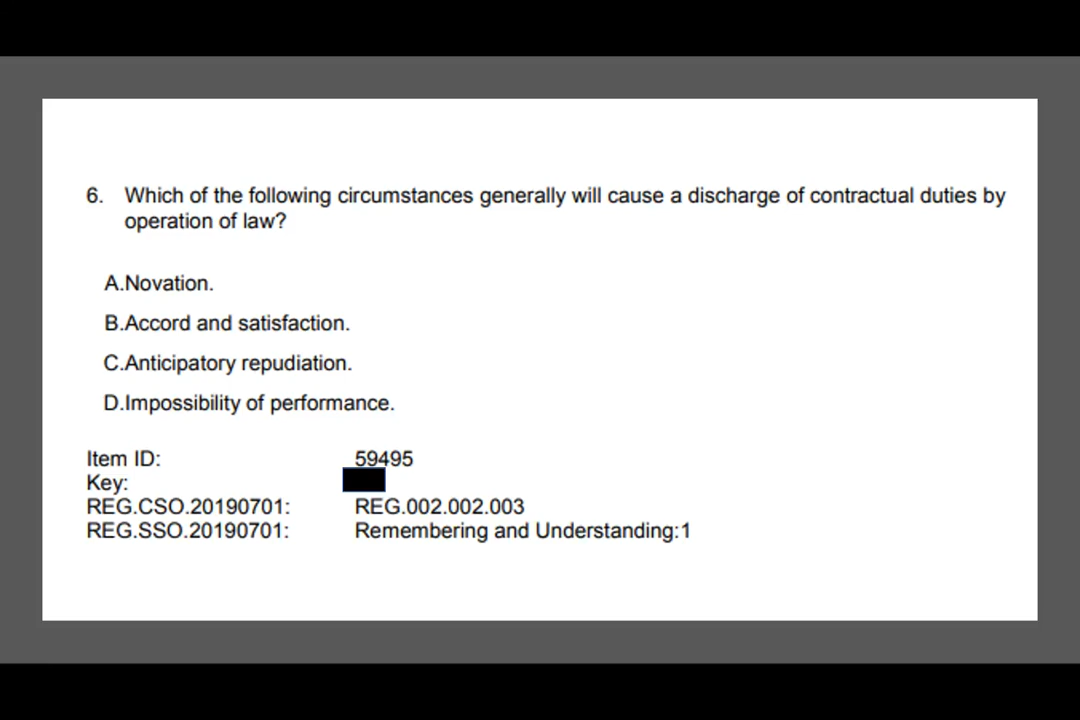 6. Which of the following circumstances generally will cause a discharge of contractual duties by
operation of law?
A.Novation.
B.Accord and satisfaction.
C.Anticipatory repudiation.
D.Impossibility of performance.
Item ID: 59495
Key:
REG.CSO.20190701: REG.002.002.003
REG.SSO.20190701: Remembering and Understanding:1